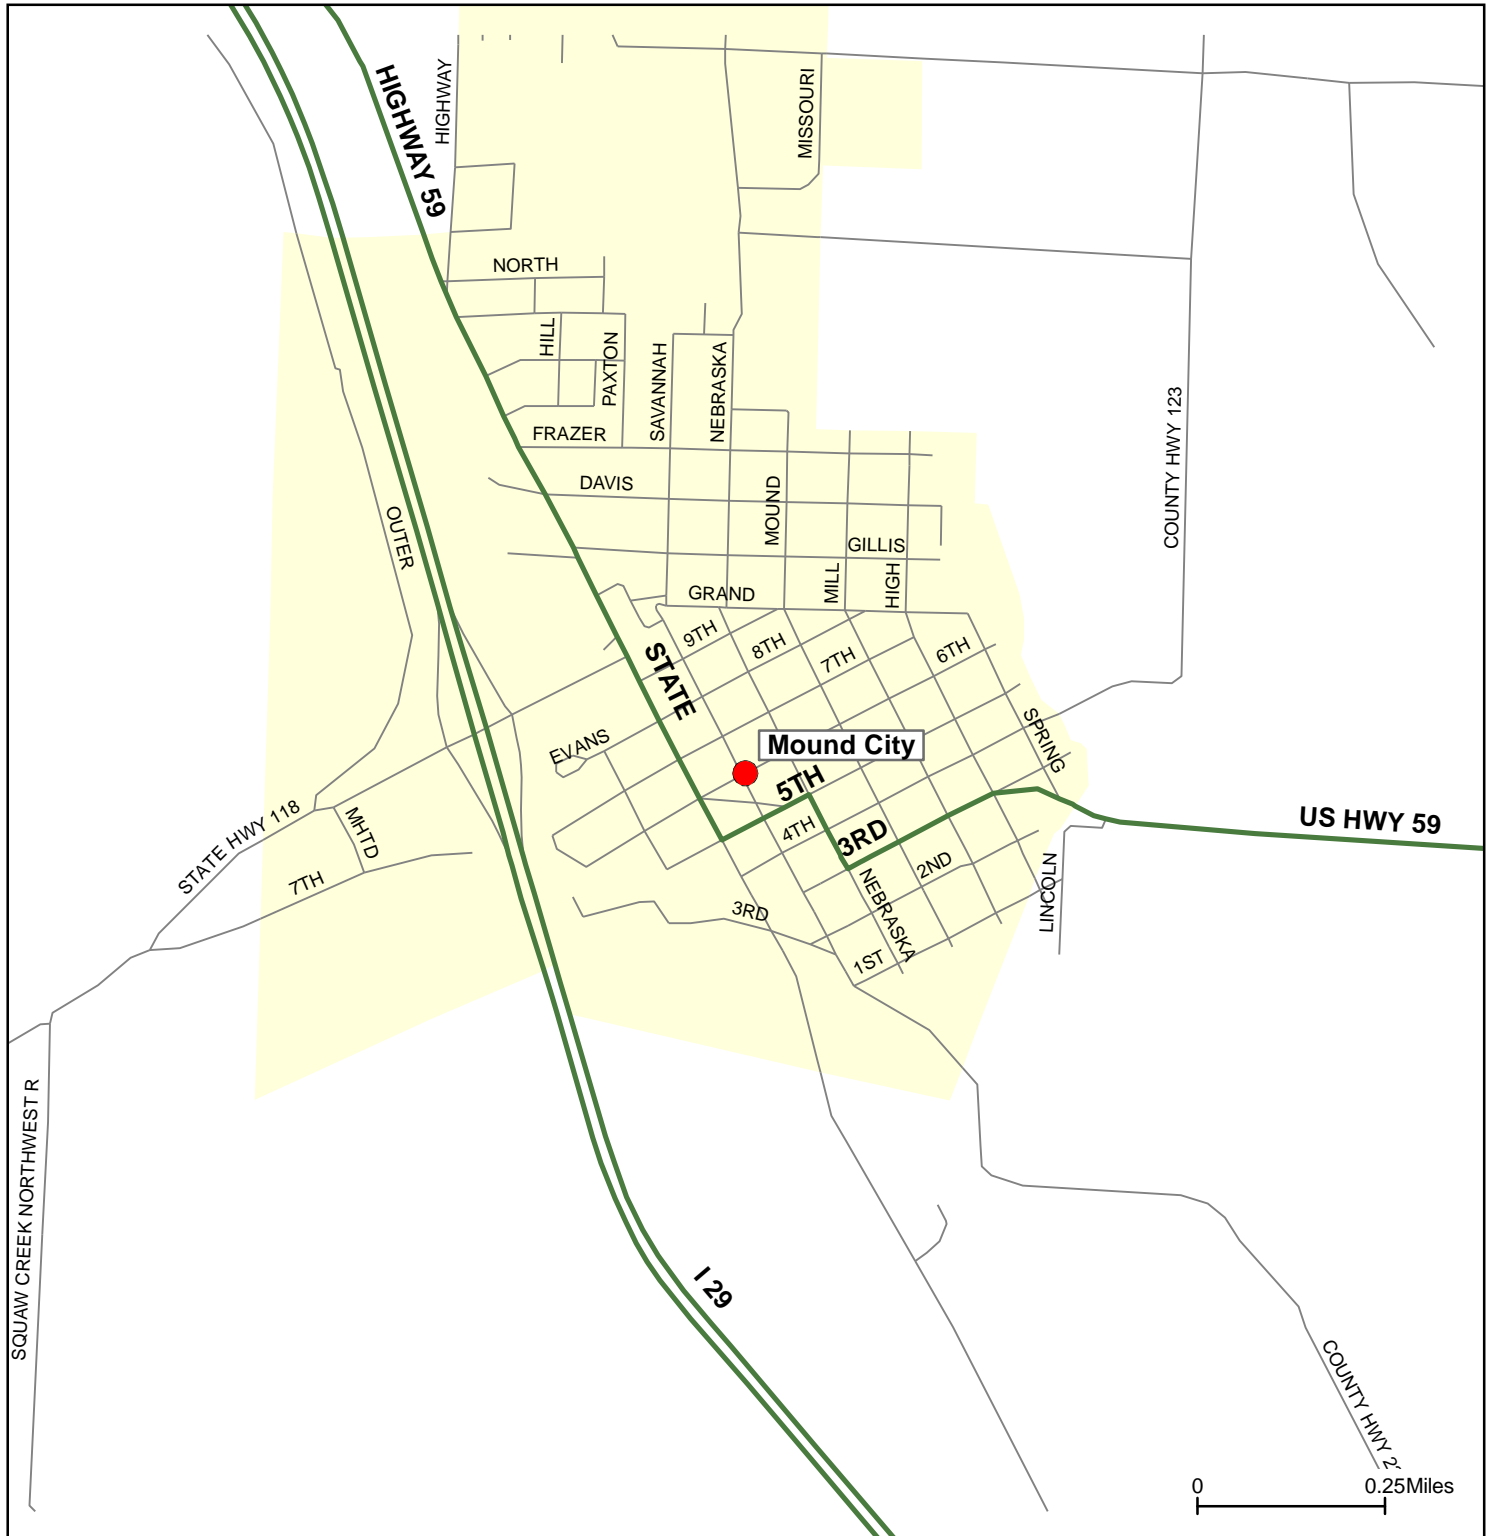 HIGHWAY 59
HIGHWAY
MISSOURI
NORTH
HILL
PAXTON
SAVANNAH
NEBRASKA
FRAZER
DAVIS
MOUND
GILLIS
MILL
HIGH
GRAND
COUNTY HWY 123
OUTER
9TH
8TH
7TH
6TH
STATE
SPRING
EVANS
Mound City
5TH
4TH
3RD
2ND
US HWY 59
STATE HWY 118
MHTD
7TH
3RD
NEBRASKA
1ST
LINCOLN
SQUAW CREEK NORTHWEST R
I 29
COUNTY HWY
0 0.25Miles